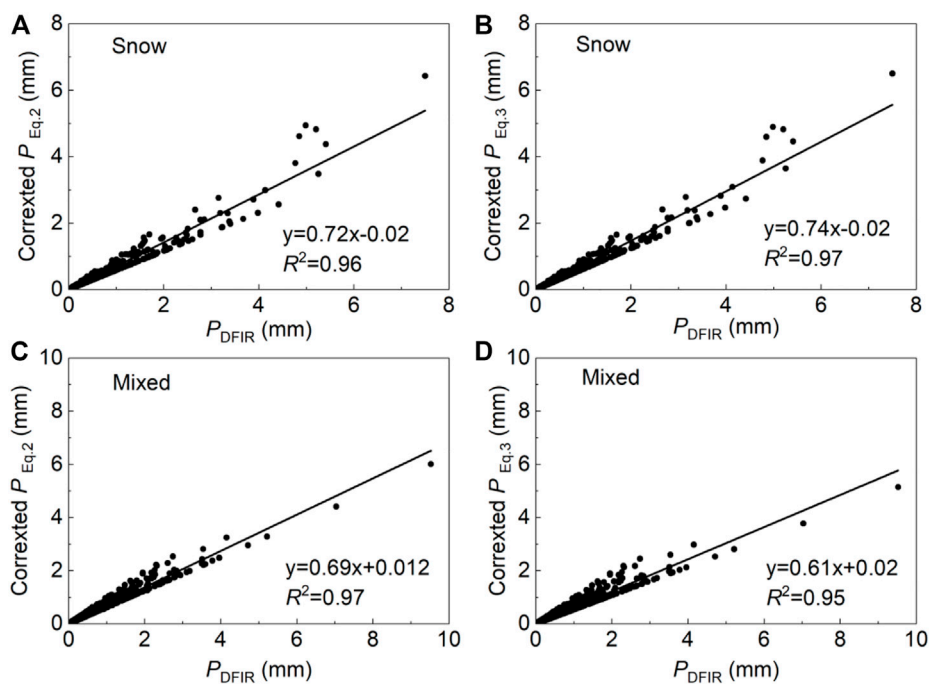 A
Snow
Correxted P Eq.2 (mm)
8
6
4
2
0
y=0.72x-0.02
R²=0.96
0 2 4 6 8
P DFIR (mm)
B
Snow
Correxted P Eq.3 (mm)
8
6
4
2
0
y=0.74x-0.02
R²=0.97
0 2 4 6 8
P DFIR (mm)
C
Mixed
Correxted P Eq.2 (mm)
10
8
6
4
2
0
y=0.69x+0.012
R²=0.97
0 2 4 6 8 10
P DFIR (mm)
D
Mixed
Correxted P Eq.3 (mm)
10
8
6
4
2
0
y=0.61x+0.02
R²=0.95
0 2 4 6 8 10
P DFIR (mm)